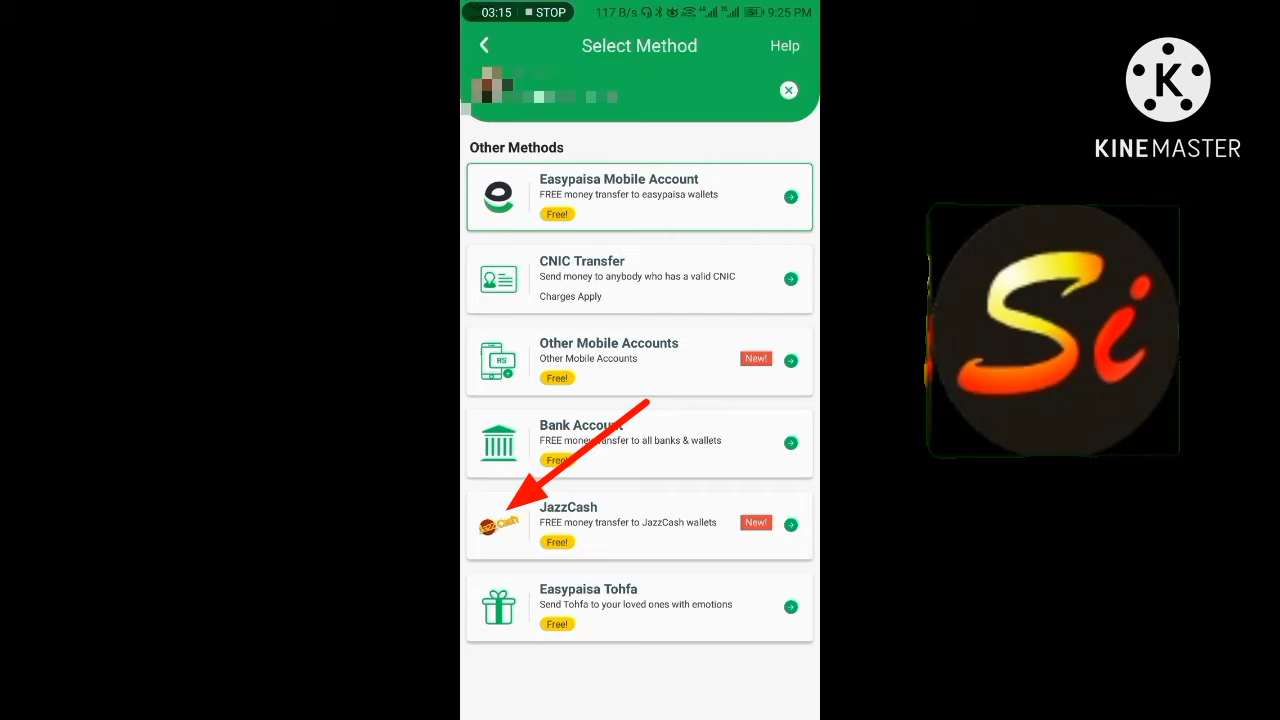 03:15 STOP 117 B/s 9:25 PM
Select Method Help
Other Methods
Easypaisa Mobile Account
FREE money transfer to easypaisa wallets
Free!
CNIC Transfer
Send money to anybody who has a valid CNIC
Charges Apply
RS
Other Mobile Accounts
Other Mobile Accounts
New!
Free!
Bank Account
FREE money transfer to all banks & wallets
Free!
JazzCash
JazzCash
FREE money transfer to JazzCash wallets
New!
Free!
Easypaisa Tohfa
Send Tohfa to your loved ones with emotions
Free!
K
KINEMASTER
Si